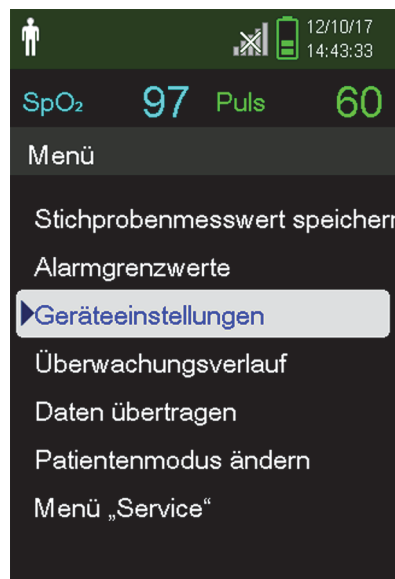 12/10/17
14:43:33
SpO₂ 97 Puls 60
Menü
Stichprobenmesswert speichern
Alarmgrenzwerte
Geräteeinstellungen
Überwachungsverlauf
Daten übertragen
Patientenmodus ändern
Menü „Service“